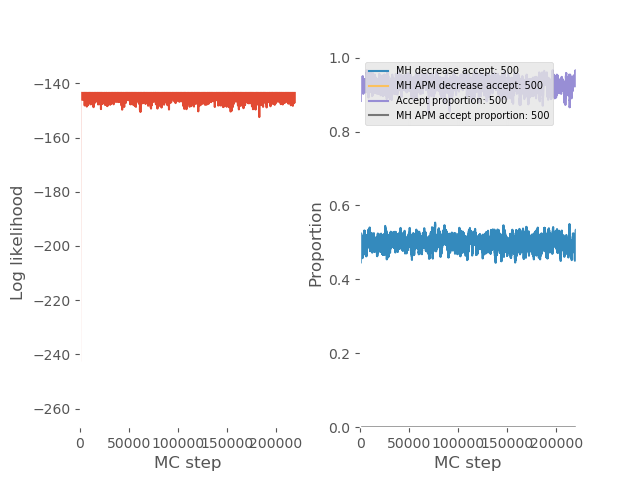 Log likelihood
−140
−160
−180
−200
−220
−240
−260
0
50000
100000
150000
200000
MC step
Proportion
1.0
0.8
0.6
0.4
0.2
0.0
MH decrease accept: 500
MH APM decrease accept: 500
Accept proportion: 500
MH APM accept proportion: 500
0
50000
100000
150000
200000
MC step